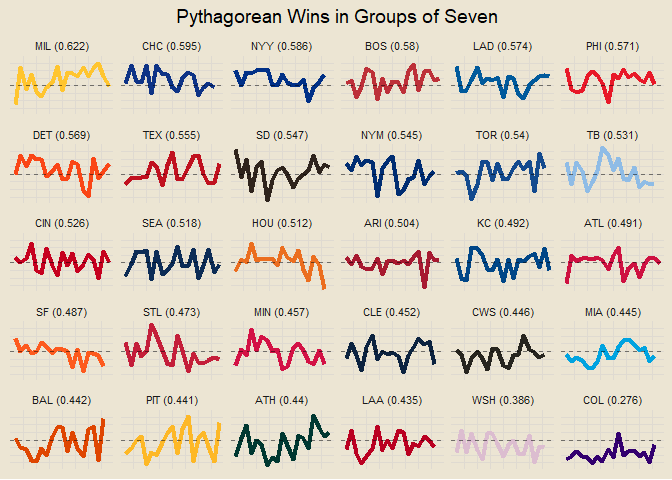 Pythagorean Wins in Groups of Seven
MIL (0.622) CHC (0.595) NYY (0.586) BOS (0.58) LAD (0.574) PHI (0.571)
DET (0.569) TEX (0.555) SD (0.547) NYM (0.545) TOR (0.54) TB (0.531)
CIN (0.526) SEA (0.518) HOU (0.512) ARI (0.504) KC (0.492) ATL (0.491)
SF (0.487) STL (0.473) MIN (0.457) CLE (0.452) CWS (0.446) MIA (0.445)
BAL (0.442) PIT (0.441) ATH (0.44) LAA (0.435) WSH (0.386) COL (0.276)